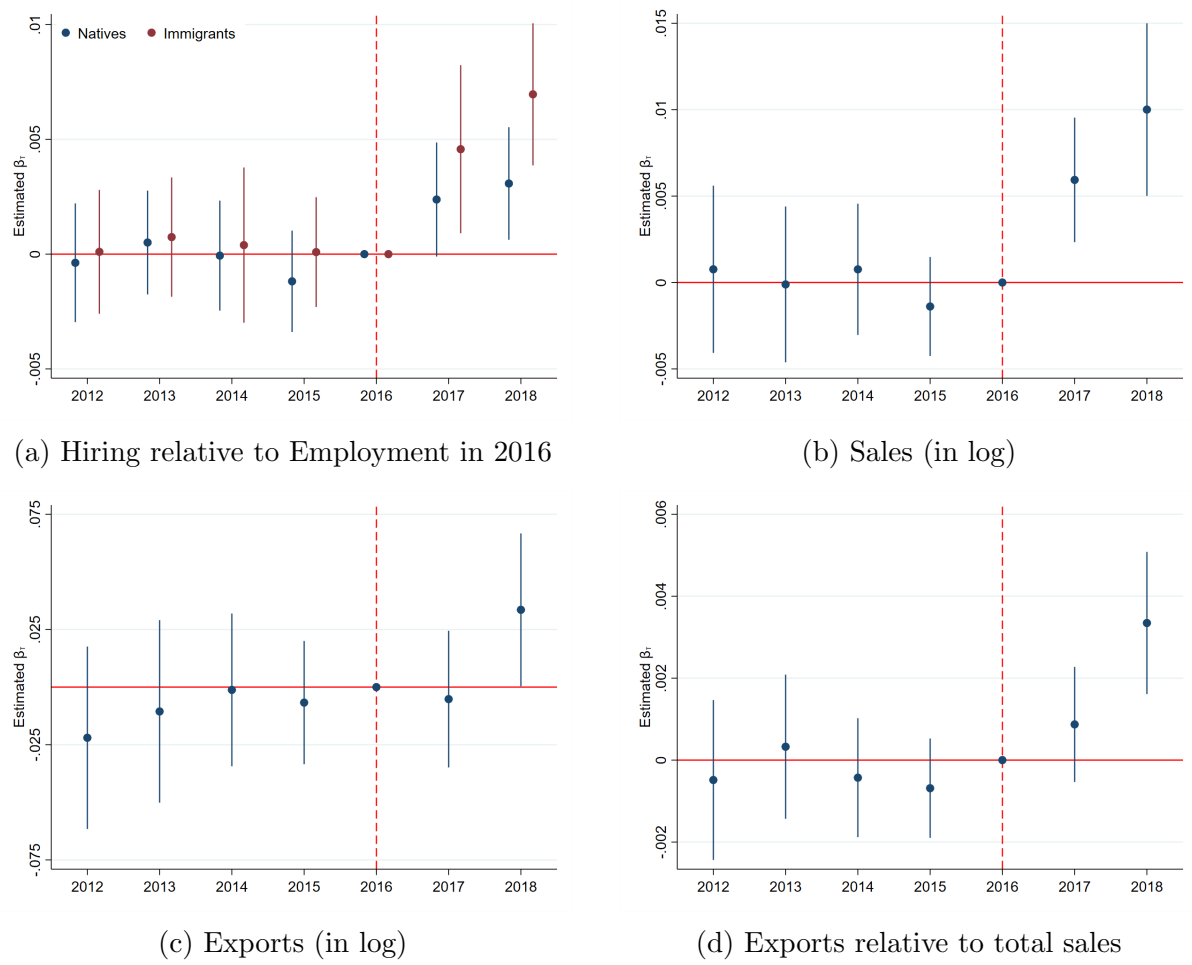 Natives Immigrants
Estimated βτ
.01
.005
0
-.005
2012 2013 2014 2015 2016 2017 2018
(a) Hiring relative to Employment in 2016
Estimated βτ
.015
.01
.005
0
-.005
2012 2013 2014 2015 2016 2017 2018
(b) Sales (in log)
Estimated βτ
.075
.025
-.025
-.075
2012 2013 2014 2015 2016 2017 2018
(c) Exports (in log)
Estimated βτ
.006
.004
.002
0
-.002
2012 2013 2014 2015 2016 2017 2018
(d) Exports relative to total sales